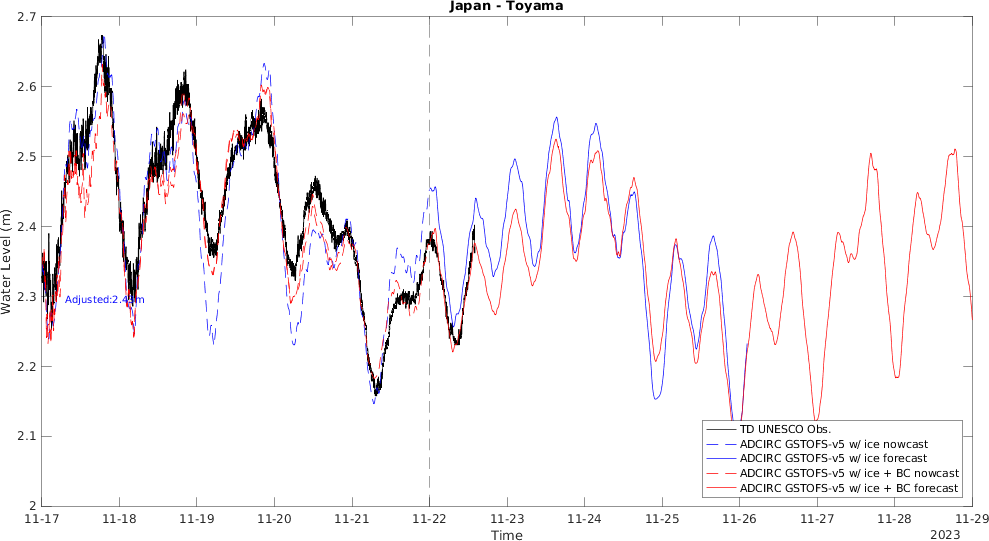 Japan - Toyama
2.7
2.6
2.5
2.4
2.3
2.2
2.1
2
Water Level (m)
TD UNESCO Obs.
ADCIRC GSTOFS-v5 w/ ice nowcast
ADCIRC GSTOFS-v5 w/ ice forecast
ADCIRC GSTOFS-v5 w/ ice + BC nowcast
ADCIRC GSTOFS-v5 w/ ice + BC forecast
11-17 11-18 11-19 11-20 11-21 11-22 11-23 11-24 11-25 11-26 11-27 11-28 11-29
Time
2023